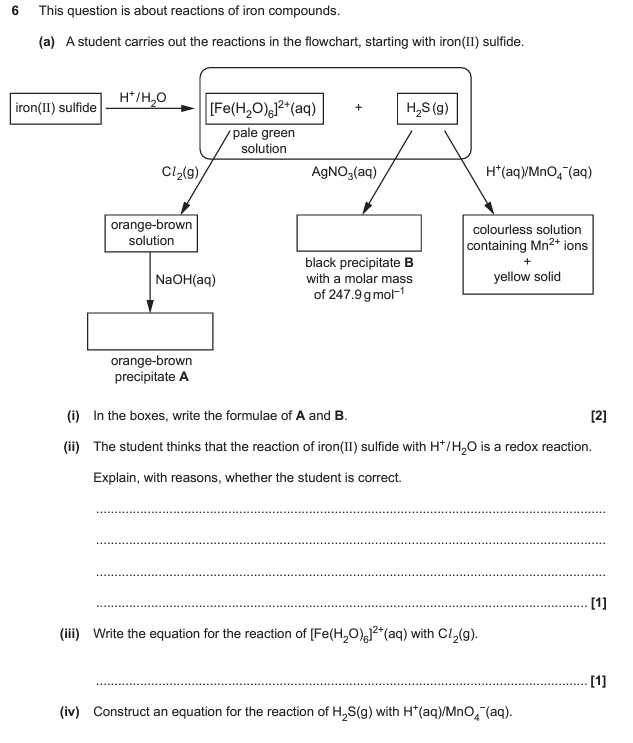 6 This question is about reactions of iron compounds.
(a) A student carries out the reactions in the flowchart, starting with iron(II) sulfide.
iron(II) sulfide
H⁺/H₂O
[Fe(H₂O)₆]²⁺(aq)
+
H₂S(g)
pale green
solution
Cl₂(g)
AgNO₃(aq)
H⁺(aq)/MnO₄⁻(aq)
orange-brown
solution
colourless solution
containing Mn²⁺ ions
+
yellow solid
black precipitate B
with a molar mass
of 247.9 g mol⁻¹
NaOH(aq)
orange-brown
precipitate A
(i) In the boxes, write the formulae of A and B. [2]
(ii) The student thinks that the reaction of iron(II) sulfide with H⁺/H₂O is a redox reaction.
Explain, with reasons, whether the student is correct.
[1]
(iii) Write the equation for the reaction of [Fe(H₂O)₆]²⁺(aq) with Cl₂(g).
[1]
(iv) Construct an equation for the reaction of H₂S(g) with H⁺(aq)/MnO₄⁻(aq).